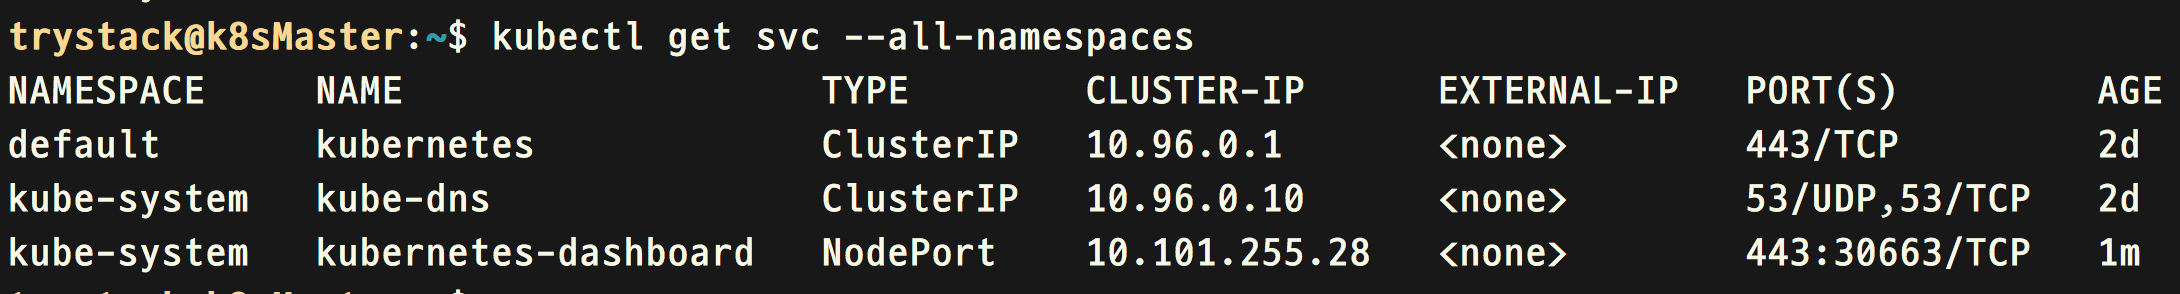 trystack@k8sMaster:~$ kubectl get svc --all-namespaces
NAMESPACE NAME TYPE CLUSTER-IP EXTERNAL-IP PORT(S) AGE
default kubernetes ClusterIP 10.96.0.1 <none> 443/TCP 2d
kube-system kube-dns ClusterIP 10.96.0.10 <none> 53/UDP,53/TCP 2d
kube-system kubernetes-dashboard NodePort 10.101.255.28 <none> 443:30663/TCP 1m